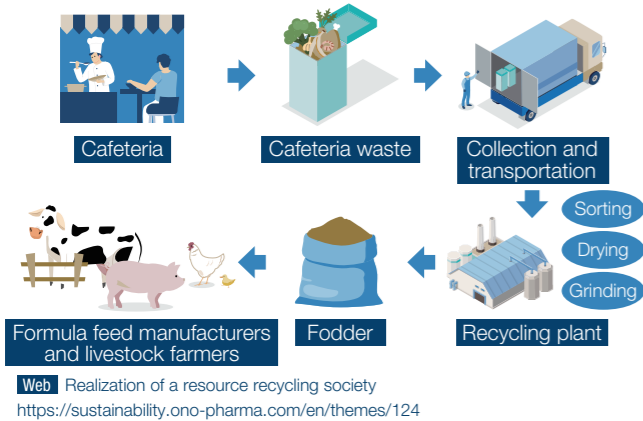 Cafeteria
Cafeteria waste
Collection and
transportation
Sorting
Drying
Grinding
Recycling plant
Fodder
Formula feed manufacturers
and livestock farmers
Web Realization of a resource recycling society
https://sustainability.ono-pharma.com/en/themes/124